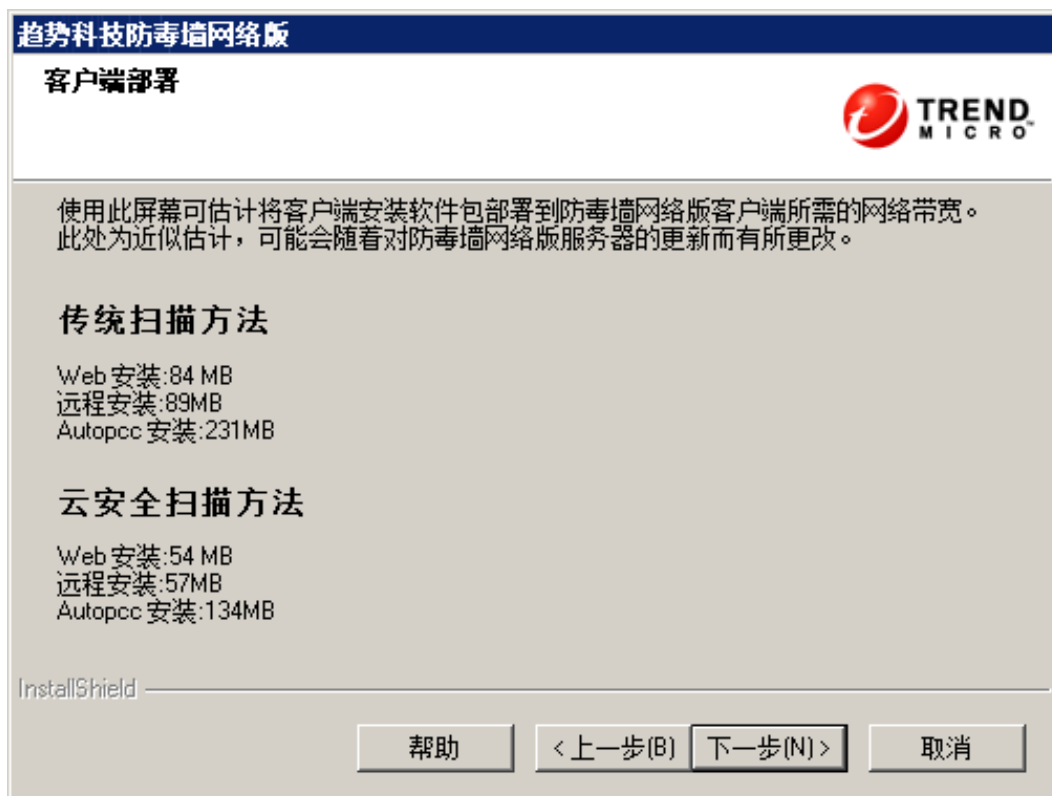 趋势科技防毒墙网络版
客户端部署
TREND
MICRO™
使用此屏幕可估计将客户端安装软件包部署到防毒墙网络版客户端所需的网络带宽。
此处为近似估计，可能会随着对防毒墙网络版服务器的更新而有所更改。
传统扫描方法
Web 安装:84 MB
远程安装:89MB
Autopcc 安装:231MB
云安全扫描方法
Web 安装:54 MB
远程安装:57MB
Autopcc 安装:134MB
InstallShield
帮助 <上一步(B) 下一步(N)> 取消